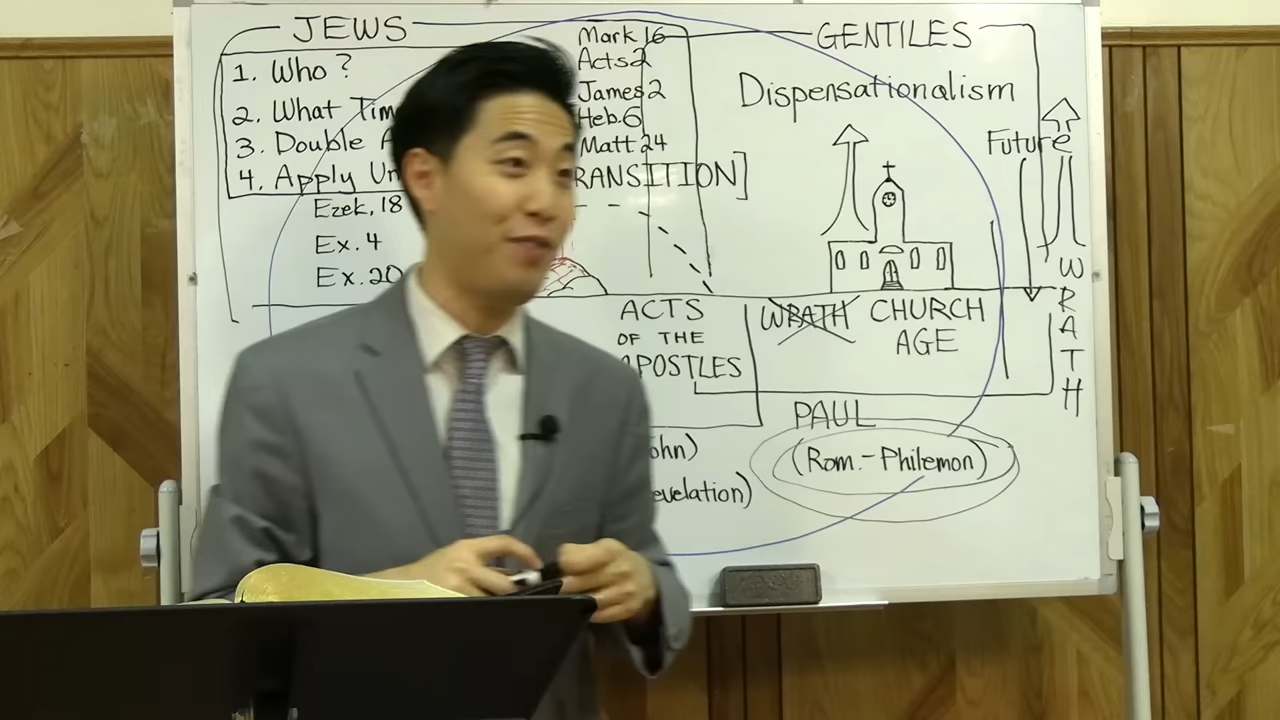 JEWS
1. Who?
2. What Tim
3. Double A
4. Apply Un
Ezek. 18
Ex. 4
Ex. 20
Mark 16
Acts 2
James 2
Heb. 6
Matt. 24
RANSITION]
GENTILES
Dispensationalism
Future
WRATH
ACTS
OF THE
POSTLES
WRATH
CHURCH
AGE
PAUL
(Rom.-Philemon)
ohn)
evelation)